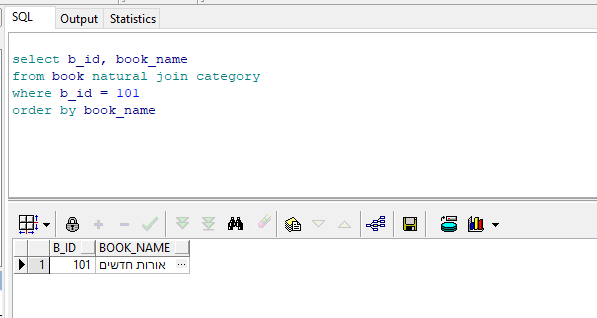 SQL Output Statistics
select b_id, book_name
from book natural join category
where b_id = 101
order by book_name
B_ID BOOK_NAME
1 101 אורות חדשים ...